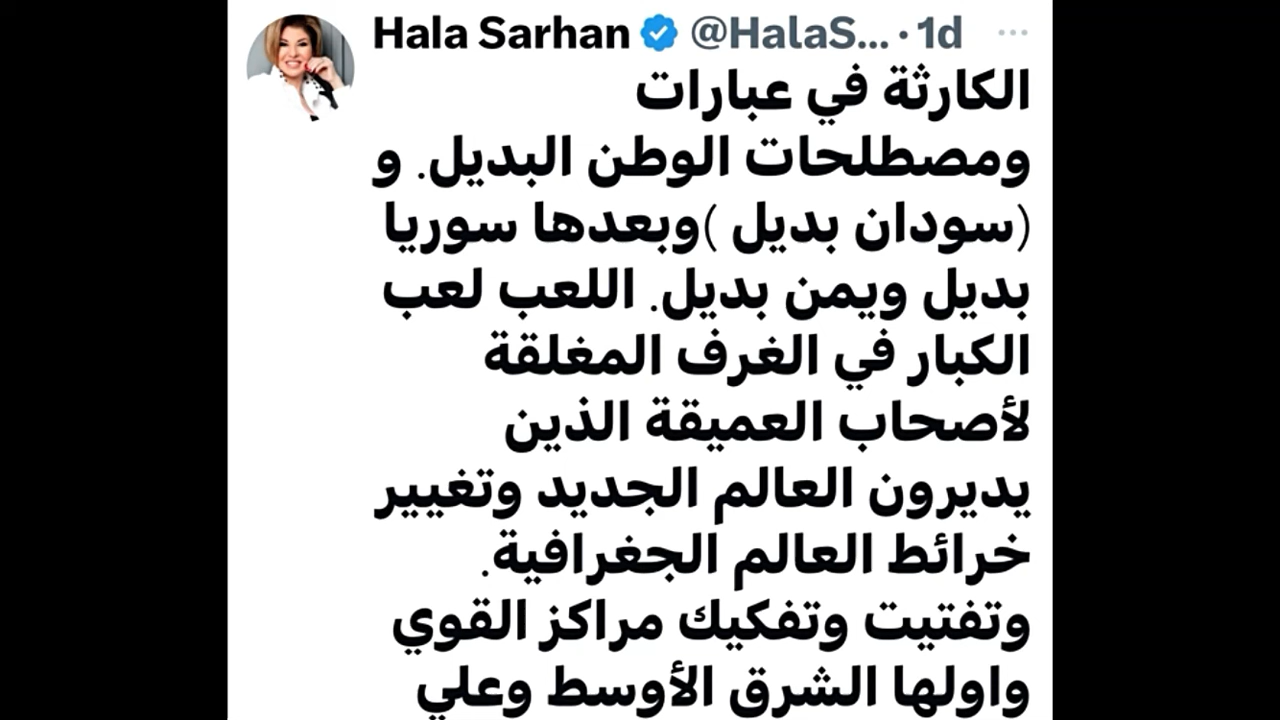 Hala Sarhan @HalaS... · 1d ...
الكارثة في عبارات
ومصطلحات الوطن البديل. و
(سودان بديل )وبعدها سوريا
بديل ويمن بديل. اللعب لعب
الكبار في الغرف المغلقة
لأصحاب العميقة الذين
يديرون العالم الجديد وتغيير
خرائط العالم الجغرافية.
وتفتيت وتفكيك مراكز القوي
واولها الشرق الأوسط وعلي